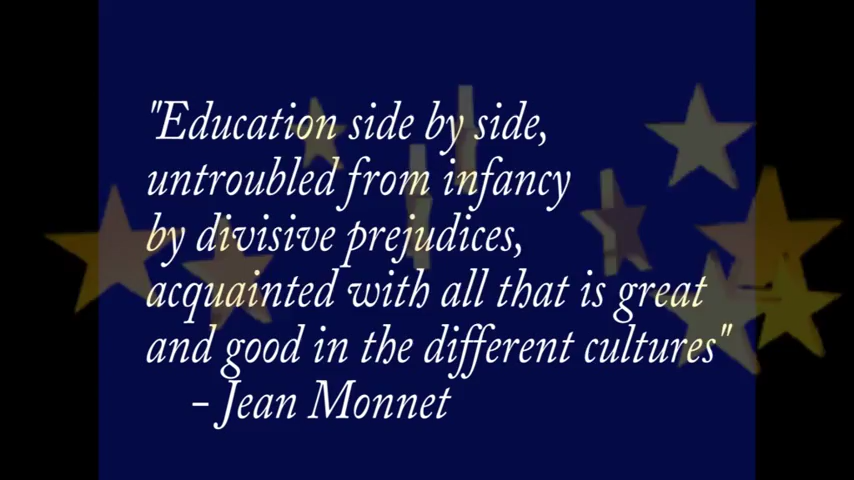 "Education side by side,
untroubled from infancy
by divisive prejudices,
acquainted with all that is great
and good in the different cultures"
- Jean Monnet